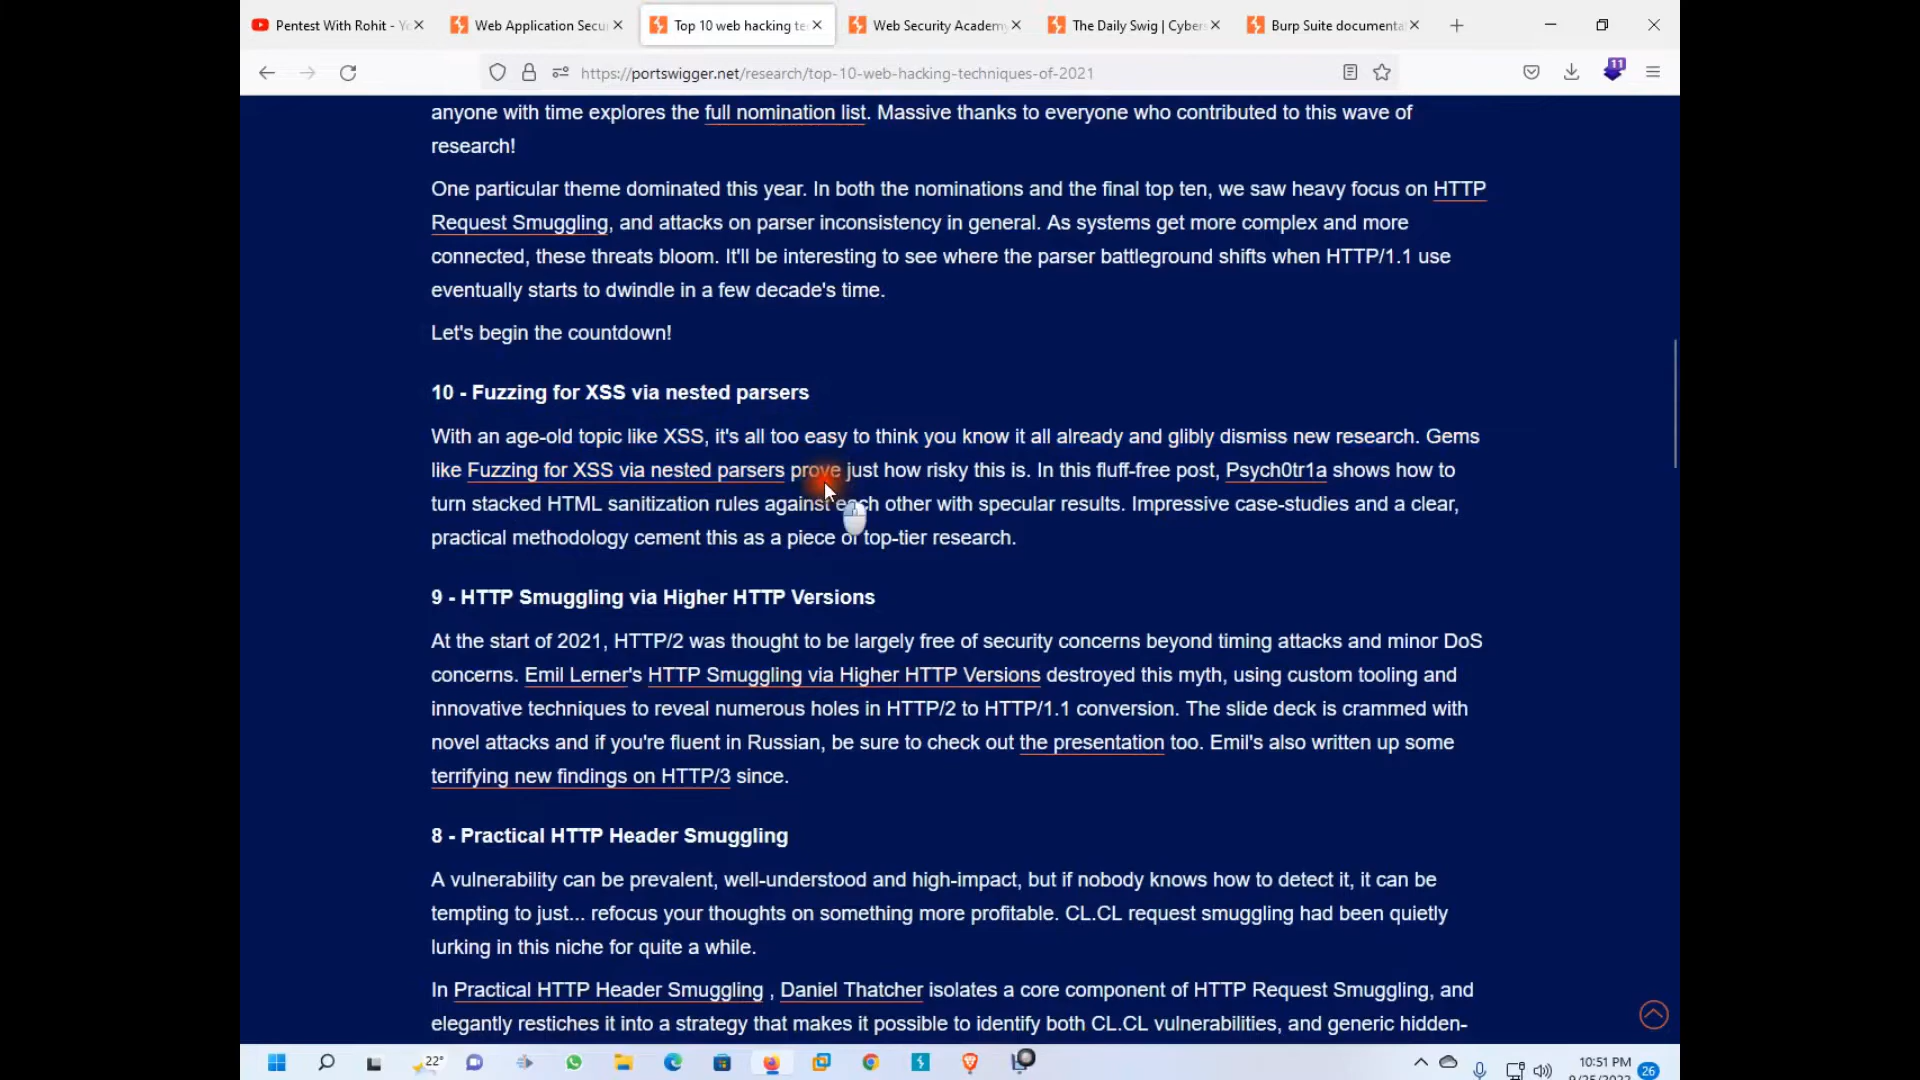 Pentest With Rohit - Y
Web Application Secu
Top 10 web hacking te
Web Security Academy
The Daily Swig | Cybers
Burp Suite documenta
https://portswigger.net/research/top-10-web-hacking-techniques-of-2021
11
anyone with time explores the full nomination list. Massive thanks to everyone who contributed to this wave of
research!
One particular theme dominated this year. In both the nominations and the final top ten, we saw heavy focus on HTTP
Request Smuggling, and attacks on parser inconsistency in general. As systems get more complex and more
connected, these threats bloom. It'll be interesting to see where the parser battleground shifts when HTTP/1.1 use
eventually starts to dwindle in a few decade's time.
Let's begin the countdown!
10 - Fuzzing for XSS via nested parsers
With an age-old topic like XSS, it's all too easy to think you know it all already and glibly dismiss new research. Gems
like Fuzzing for XSS via nested parsers prove just how risky this is. In this fluff-free post, Psych0tr1a shows how to
turn stacked HTML sanitization rules against each other with specular results. Impressive case-studies and a clear,
practical methodology cement this as a piece of top-tier research.
9 - HTTP Smuggling via Higher HTTP Versions
At the start of 2021, HTTP/2 was thought to be largely free of security concerns beyond timing attacks and minor DoS
concerns. Emil Lerner's HTTP Smuggling via Higher HTTP Versions destroyed this myth, using custom tooling and
innovative techniques to reveal numerous holes in HTTP/2 to HTTP/1.1 conversion. The slide deck is crammed with
novel attacks and if you're fluent in Russian, be sure to check out the presentation too. Emil's also written up some
terrifying new findings on HTTP/3 since.
8 - Practical HTTP Header Smuggling
A vulnerability can be prevalent, well-understood and high-impact, but if nobody knows how to detect it, it can be
tempting to just... refocus your thoughts on something more profitable. CL.CL request smuggling had been quietly
lurking in this niche for quite a while.
In Practical HTTP Header Smuggling , Daniel Thatcher isolates a core component of HTTP Request Smuggling, and
elegantly restiches it into a strategy that makes it possible to identify both CL.CL vulnerabilities, and generic hidden-
22°
10:51 PM
26